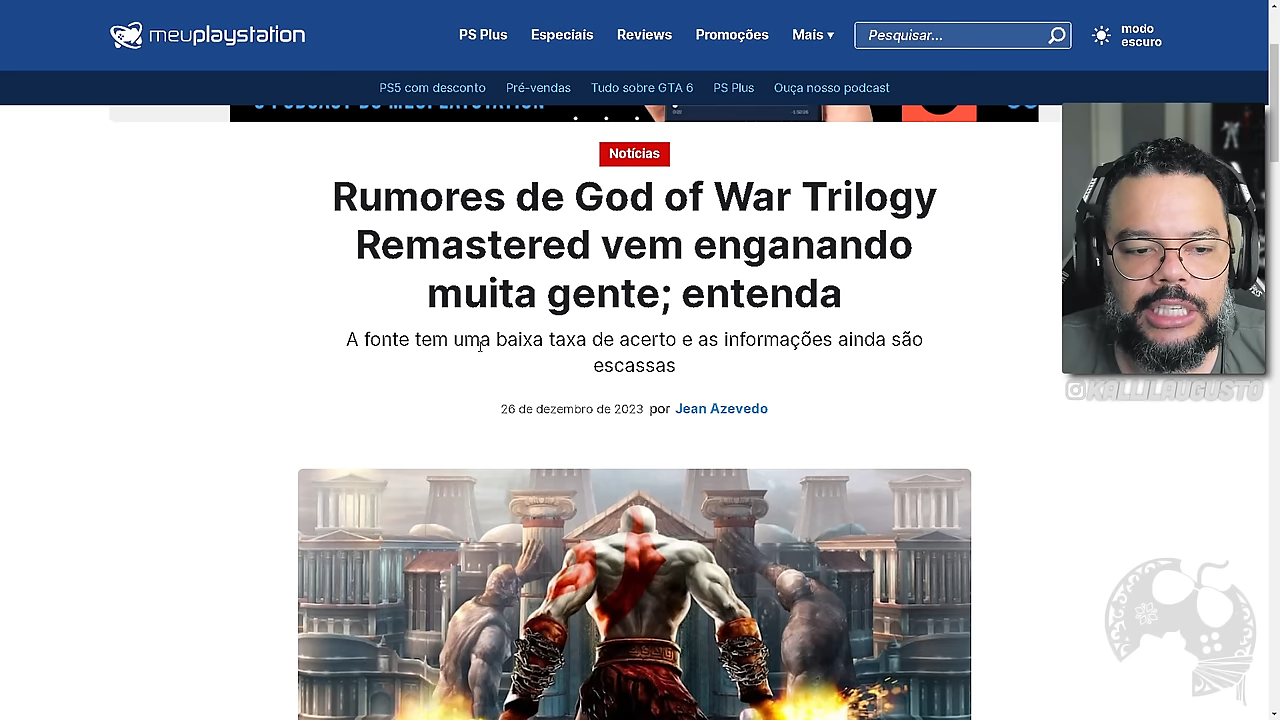 meuplaystation
PS Plus Especiais Reviews Promoções Mais ▾ Pesquisar... modo escuro
PS5 com desconto Pré-vendas Tudo sobre GTA 6 PS Plus Ouça nosso podcast
Notícias
Rumores de God of War Trilogy
Remastered vem enganando
muita gente; entenda
A fonte tem uma baixa taxa de acerto e as informações ainda são
escassas
@KALLILAUGUSTO
26 de dezembro de 2023 por Jean Azevedo